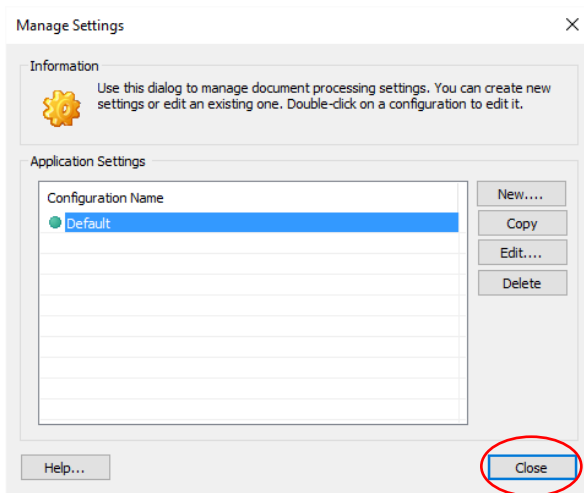 Manage Settings
Information
Use this dialog to manage document processing settings. You can create new
settings or edit an existing one. Double-click on a configuration to edit it.
Application Settings
Configuration Name
Default
New....
Copy
Edit....
Delete
Help...
Close